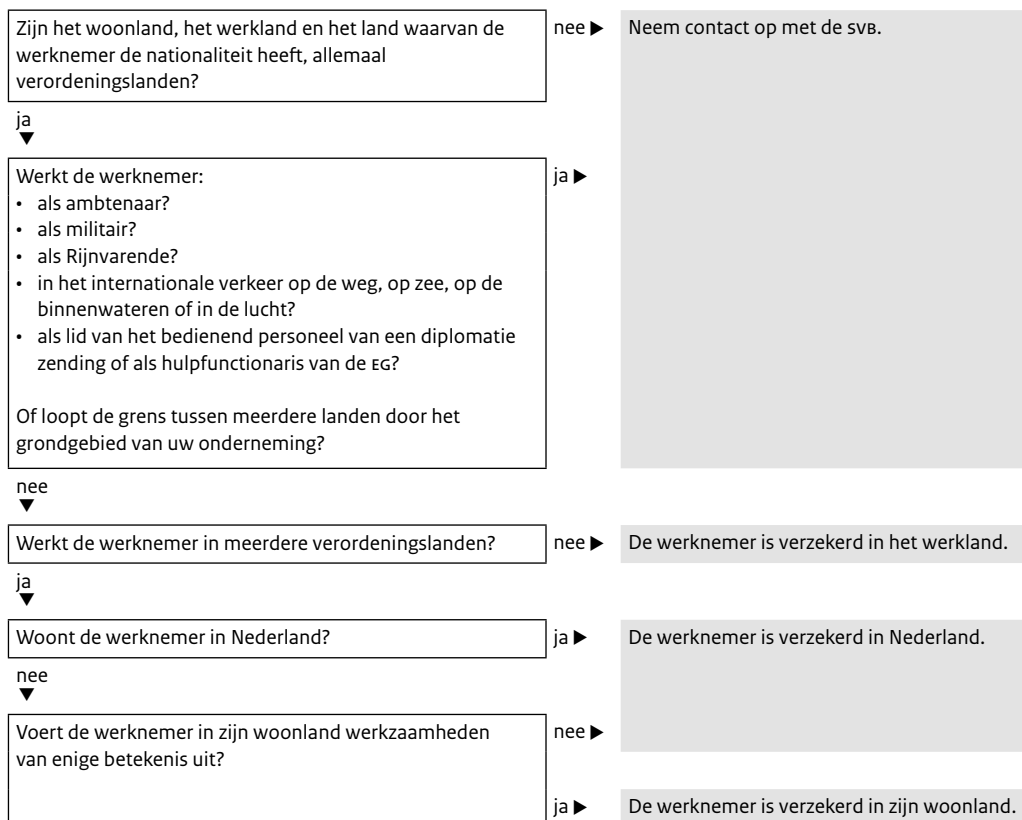 Zijn het woonland, het werkland en het land waarvan de
werknemer de nationaliteit heeft, allemaal
verordeningslanden?
nee ▶
Neem contact op met de SVB.
ja
▼
Werkt de werknemer:
• als ambtenaar?
• als militair?
• als Rijnvarende?
• in het internationale verkeer op de weg, op zee, op de
binnenwateren of in de lucht?
• als lid van het bedienend personeel van een diplomatie
zending of als hulpfunctionaris van de EG?
Of loopt de grens tussen meerdere landen door het
grondgebied van uw onderneming?
ja ▶
nee
▼
Werkt de werknemer in meerdere verordeningslanden?
nee ▶
De werknemer is verzekerd in het werkland.
ja
▼
Woont de werknemer in Nederland?
ja ▶
De werknemer is verzekerd in Nederland.
nee
▼
Voert de werknemer in zijn woonland werkzaamheden
van enige betekenis uit?
nee ▶
ja ▶
De werknemer is verzekerd in zijn woonland.